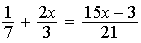 1/7 + 2x/3 = 15x − 3/21